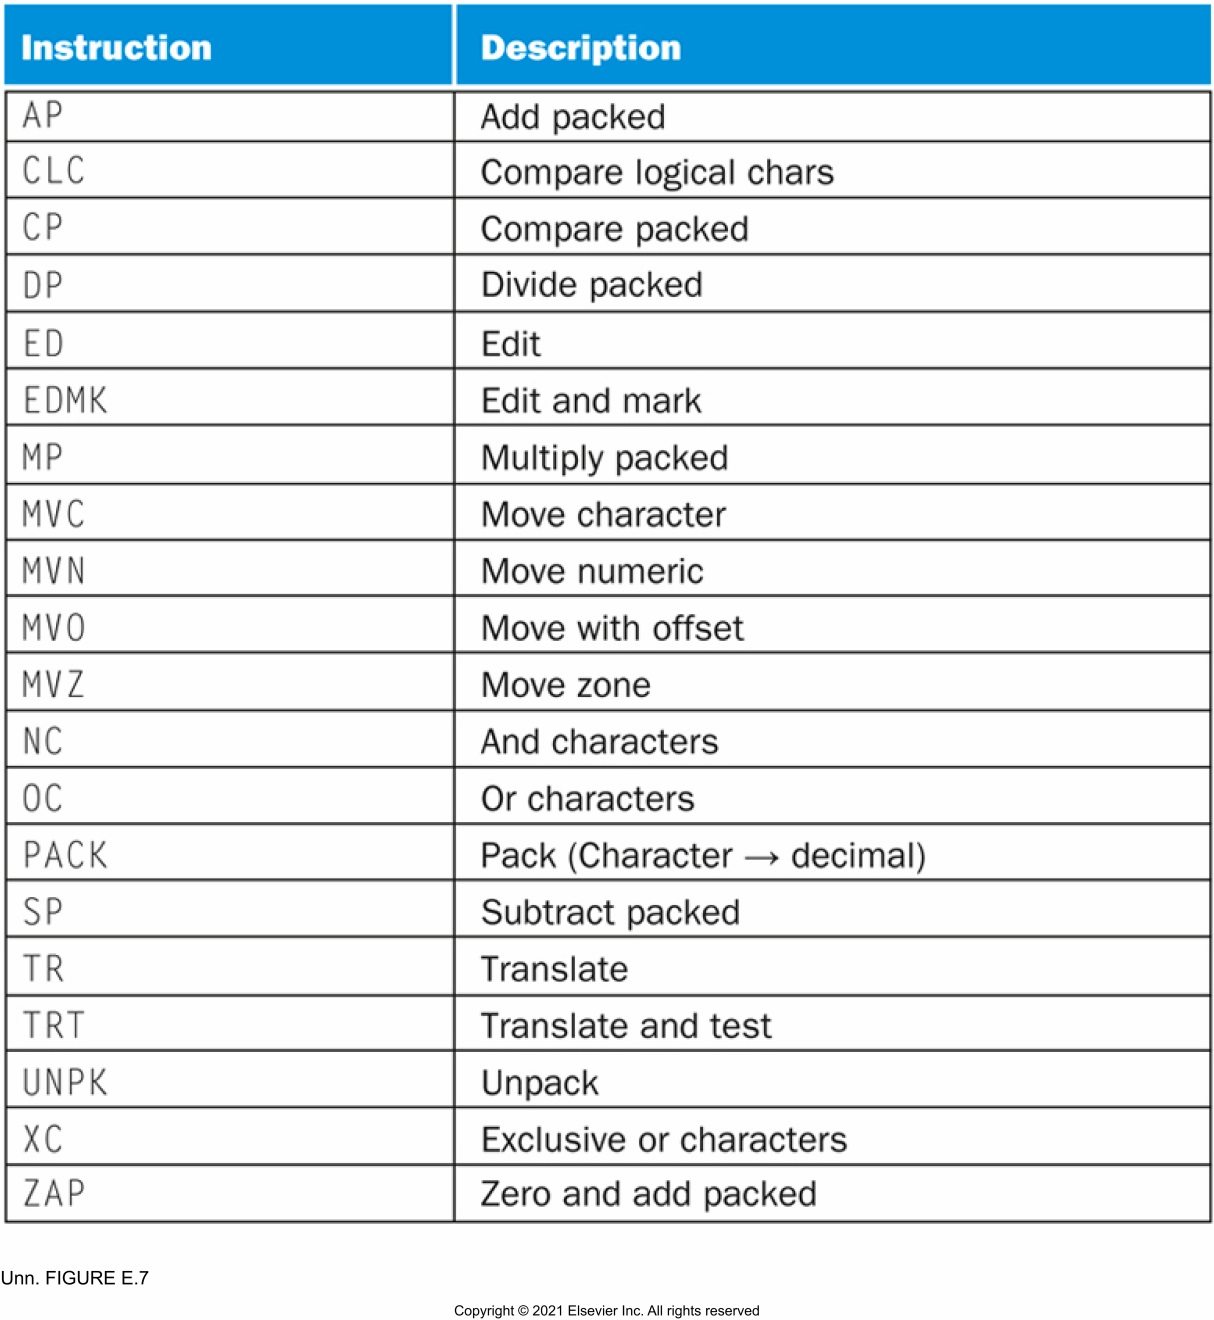 Instruction Description
AP Add packed
CLC Compare logical chars
CP Compare packed
DP Divide packed
ED Edit
EDMK Edit and mark
MP Multiply packed
MVC Move character
MVN Move numeric
MVO Move with offset
MVZ Move zone
NC And characters
OC Or characters
PACK Pack (Character → decimal)
SP Subtract packed
TR Translate
TRT Translate and test
UNPK Unpack
XC Exclusive or characters
ZAP Zero and add packed
Unn. FIGURE E.7
Copyright © 2021 Elsevier Inc. All rights reserved